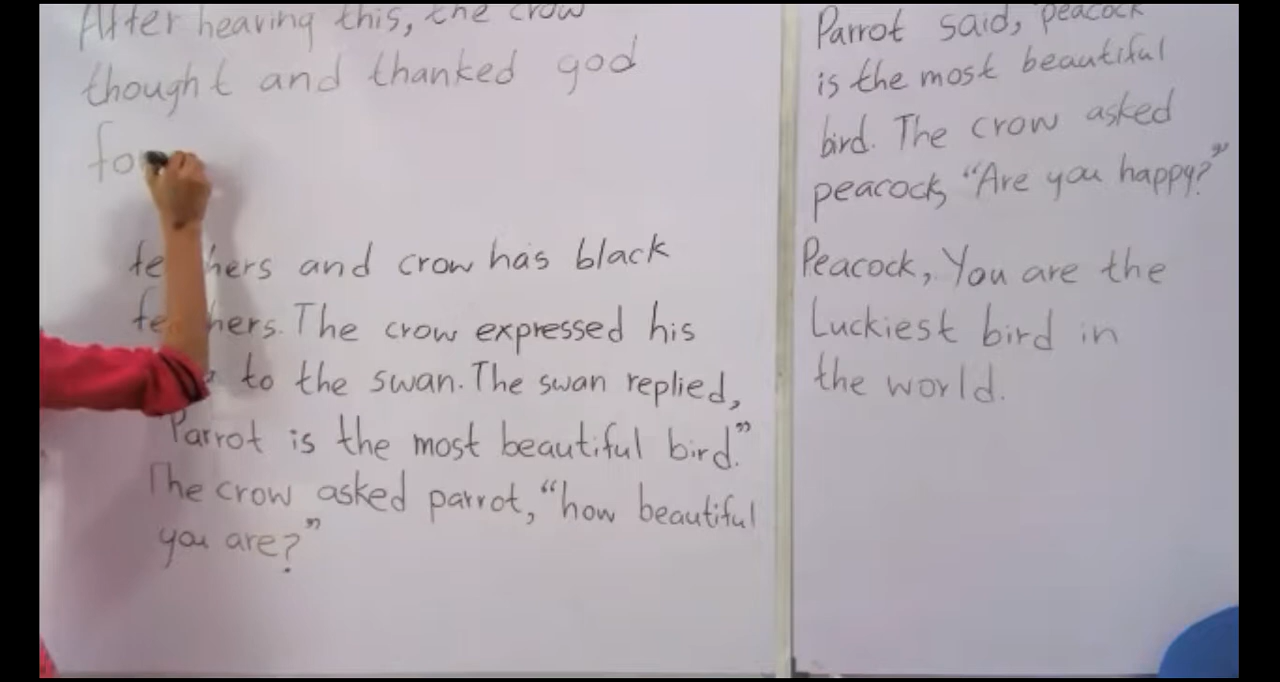 After hearing this, the crow
thought and thanked god
fo
and crow has black
The crow expressed his
to the swan. The swan replied,
Parrot is the most beautiful bird."
The crow asked parrot, "how beautiful
you are?"
Parrot said, peacock
is the most beautiful
bird. The crow asked
peacock, "Are you happy?"
Peacock, You are the
Luckiest bird in
the world.